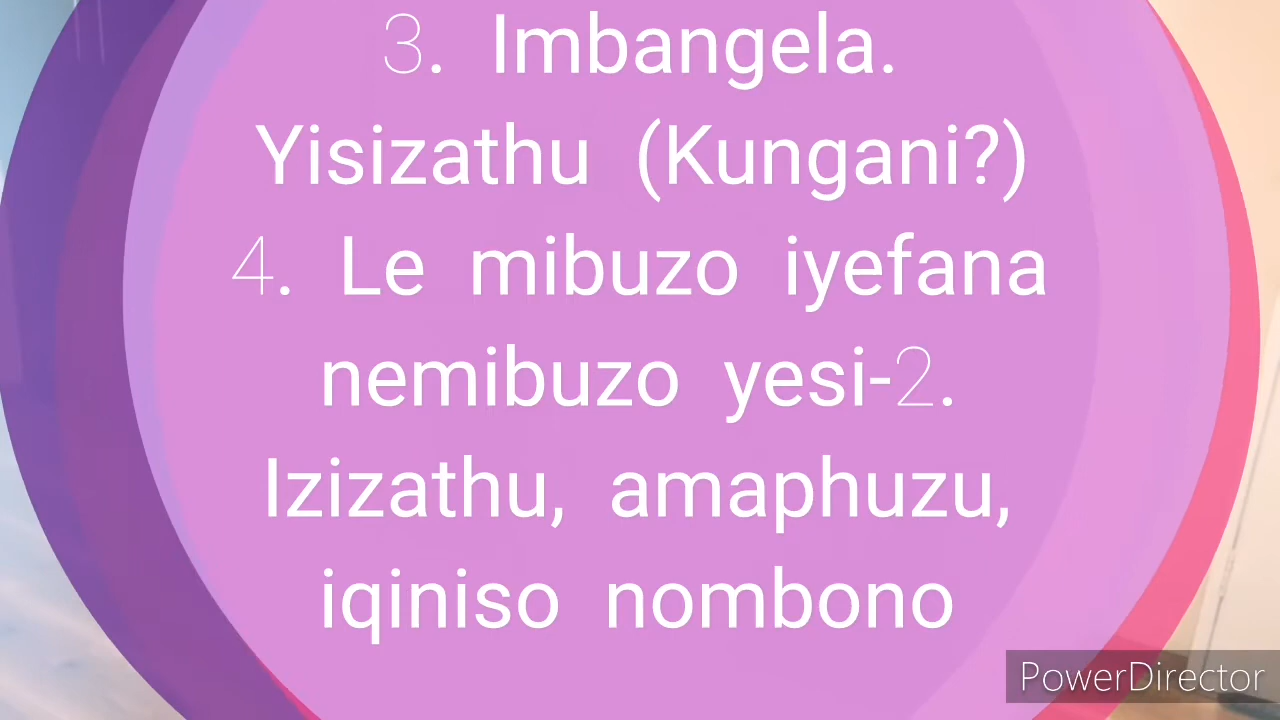 3. Imbangela.
Yisizathu (Kungani?)
4. Le mibuzo iyefana
nemibuzo yesi-2.
Izizathu, amaphuzu,
iqiniso nombono
PowerDirector